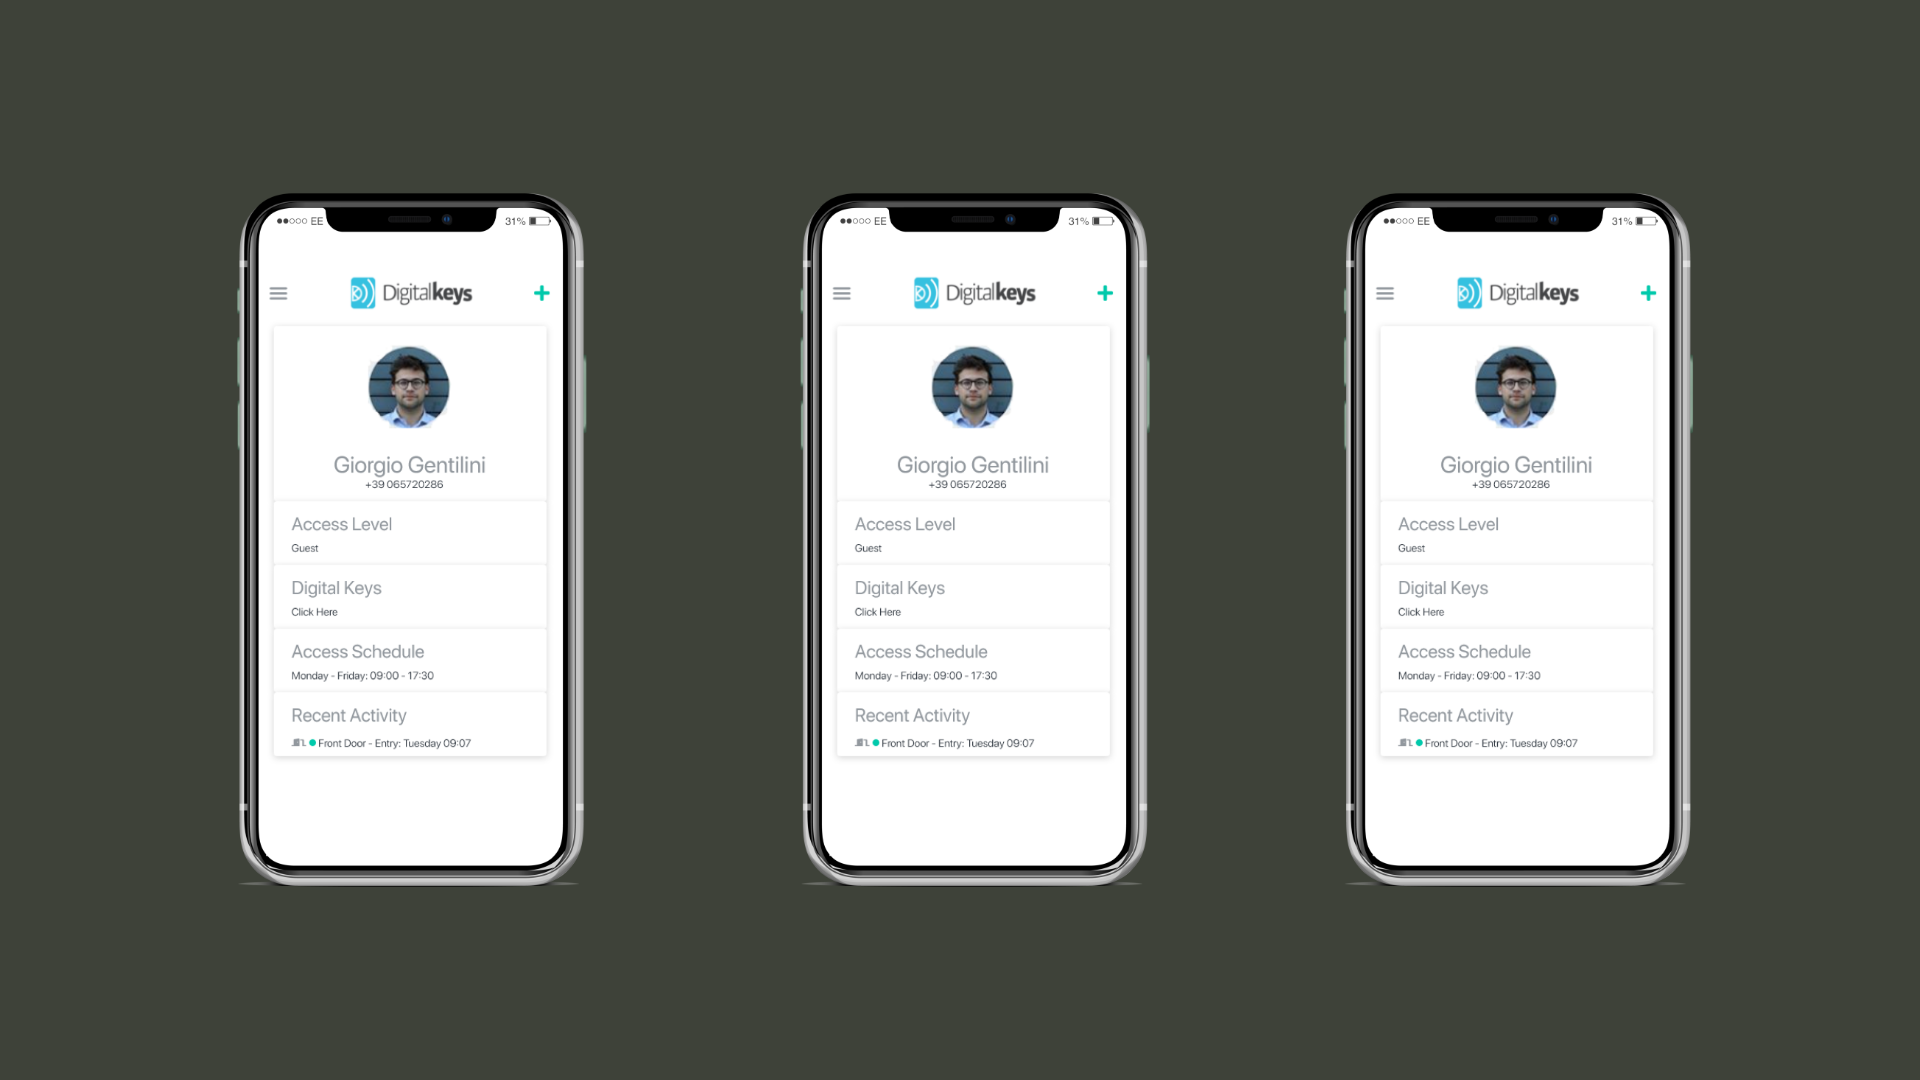 EE 31%
Digitalkeys
Giorgio Gentilini
+39 065720286
Access Level
Guest
Digital Keys
Click Here
Access Schedule
Monday - Friday: 09:00 - 17:30
Recent Activity
Front Door - Entry: Tuesday 09:07
EE 31%
Digitalkeys
Giorgio Gentilini
+39 065720286
Access Level
Guest
Digital Keys
Click Here
Access Schedule
Monday - Friday: 09:00 - 17:30
Recent Activity
Front Door - Entry: Tuesday 09:07
EE 31%
Digitalkeys
Giorgio Gentilini
+39 065720286
Access Level
Guest
Digital Keys
Click Here
Access Schedule
Monday - Friday: 09:00 - 17:30
Recent Activity
Front Door - Entry: Tuesday 09:07